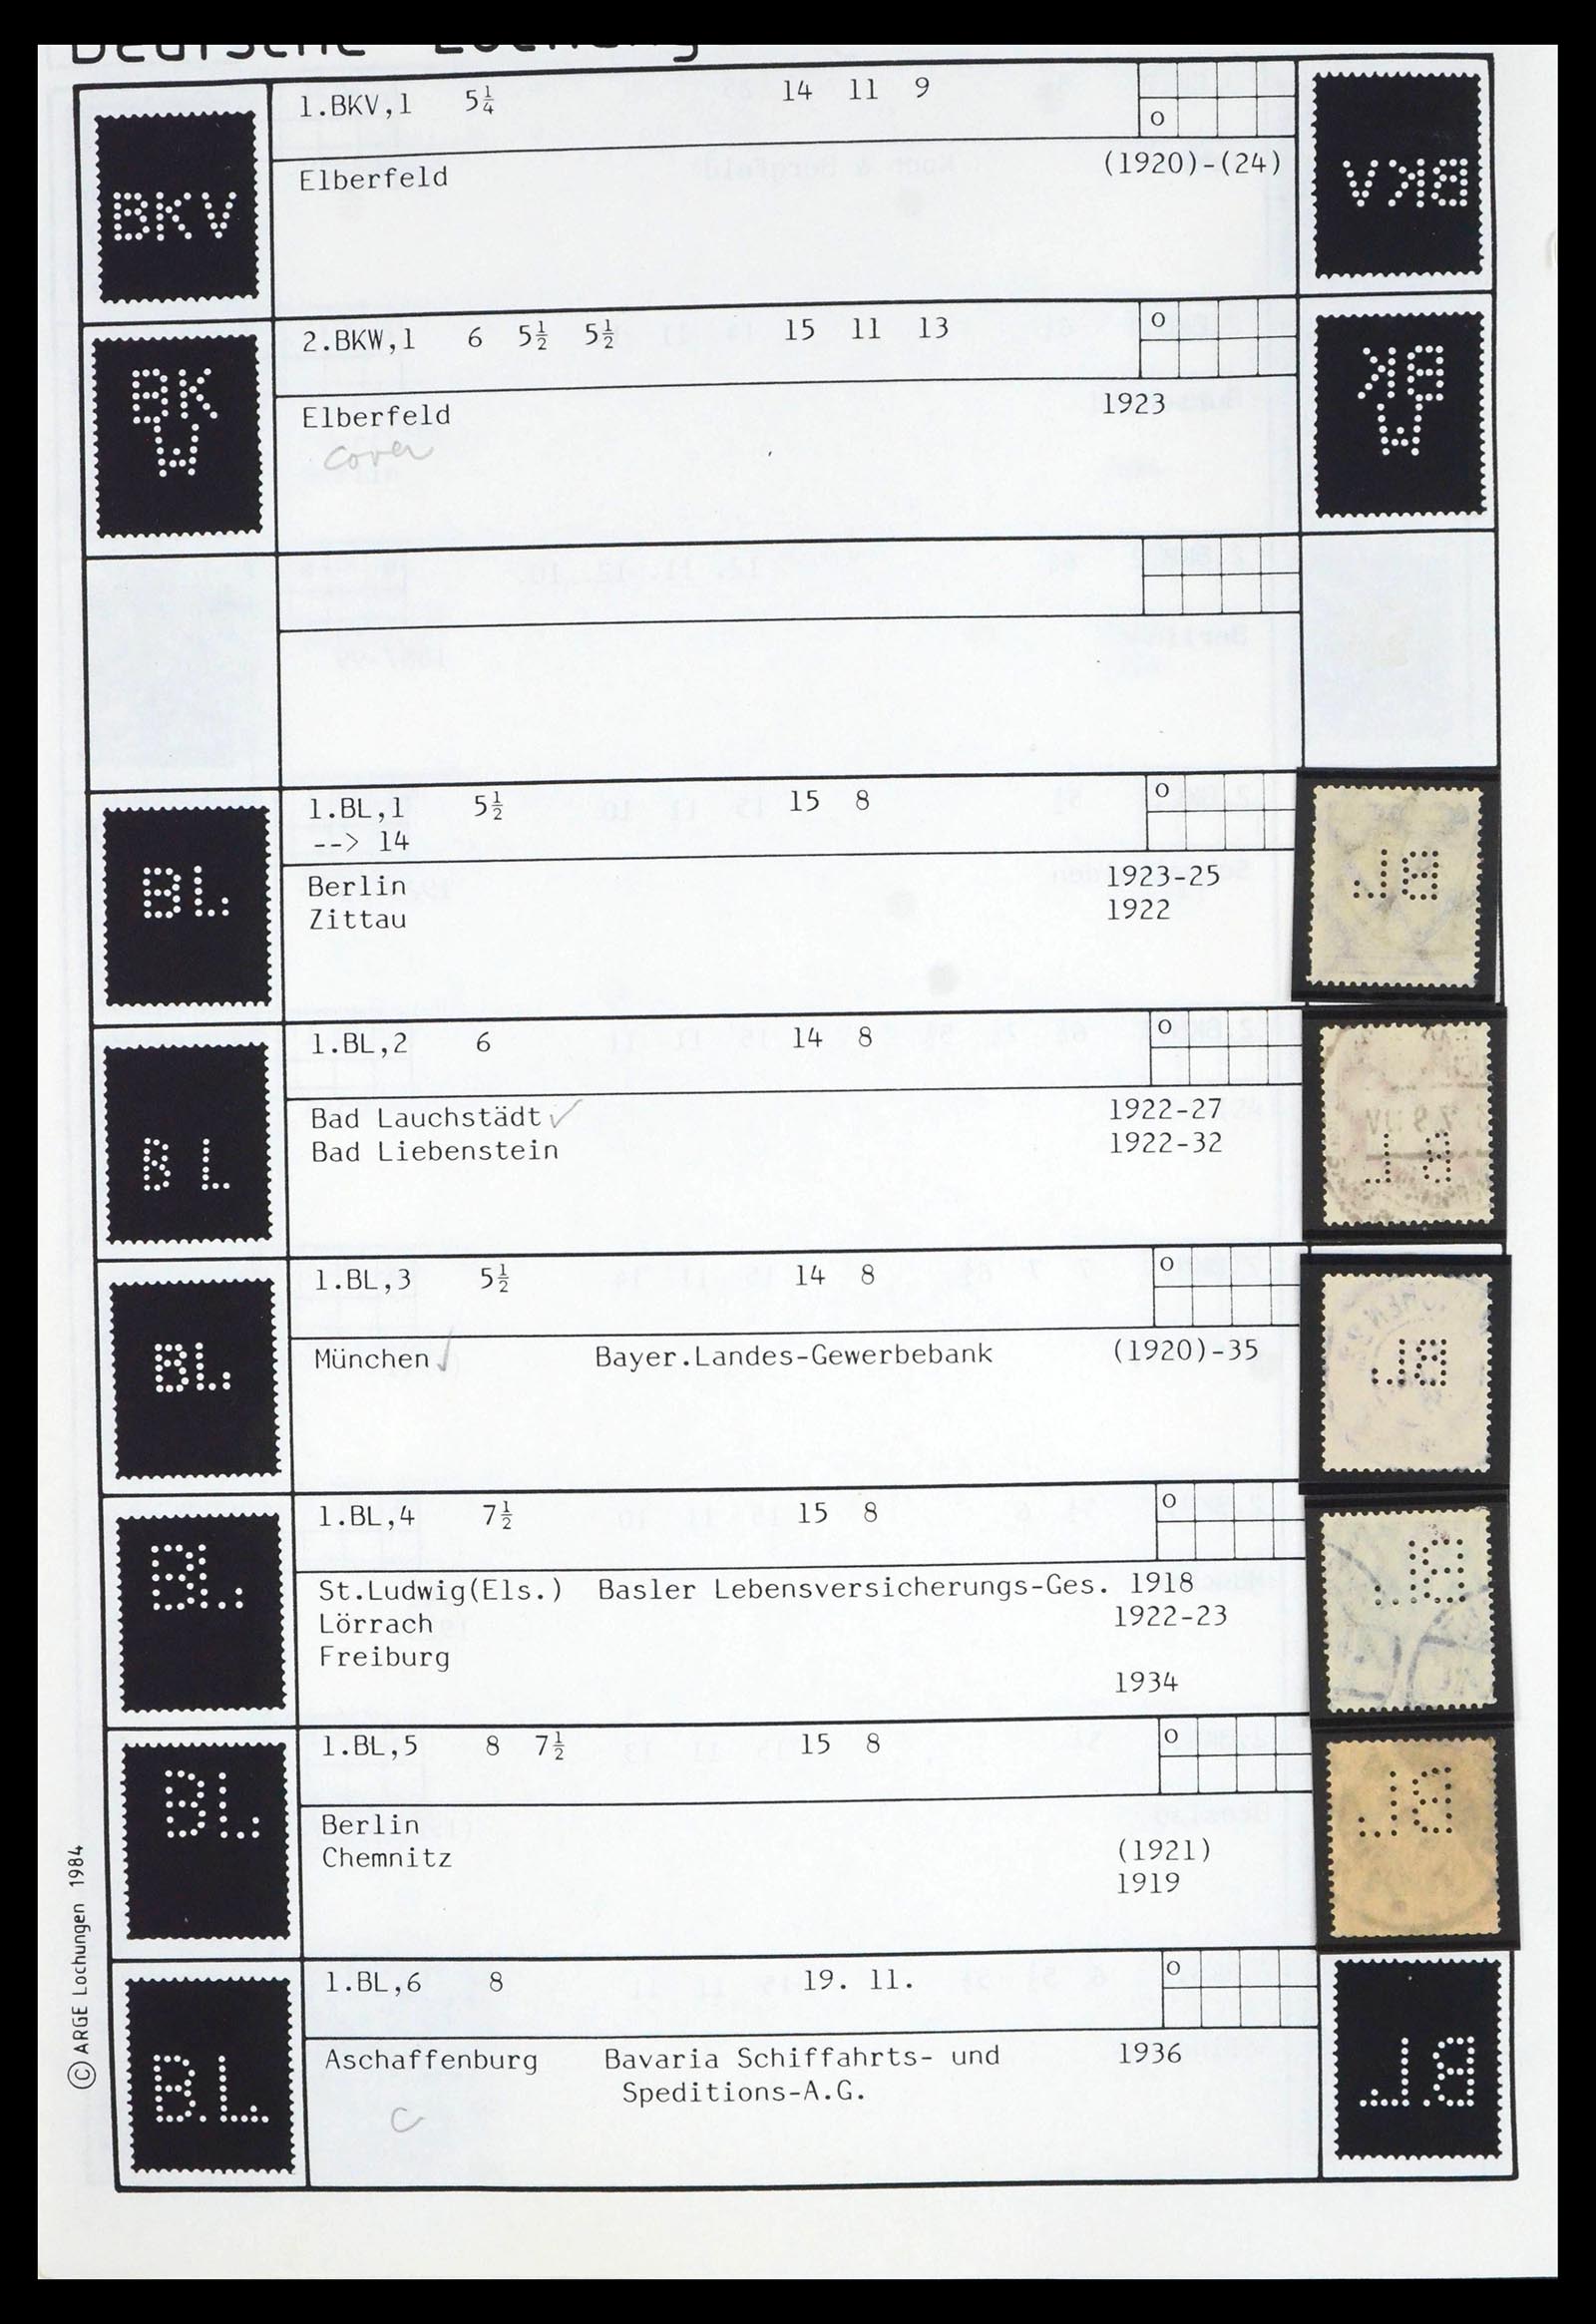 Deutsche Lochung
BKV
1.BKV,1 5¼ 14 11 9
o
Elberfeld (1920)-(24)
BK
W
2.BKW,1 6 5½ 5½ 15 11 13
o
Elberfeld 1923
cover
BL.
1.BL,1 5½ 15 8
o
--> 14
Berlin 1923-25
Zittau 1922
B L
1.BL,2 6 14 8
o
Bad Lauchstädt✓ 1922-27
Bad Liebenstein 1922-32
BL.
1.BL,3 5½ 14 8
o
München✓ Bayer.Landes-Gewerbebank (1920)-35
BL.
1.BL,4 7½ 15 8
o
St.Ludwig(Els.) Basler Lebensversicherungs-Ges. 1918
Lörrach 1922-23
Freiburg
1934
BL.
1.BL,5 8 7½ 15 8
o
Berlin
Chemnitz (1921)
1919
B.L.
1.BL,6 8 19. 11.
o
Aschaffenburg Bavaria Schiffahrts- und 1936
Speditions-A.G.
C
© ARGE Lochungen 1984